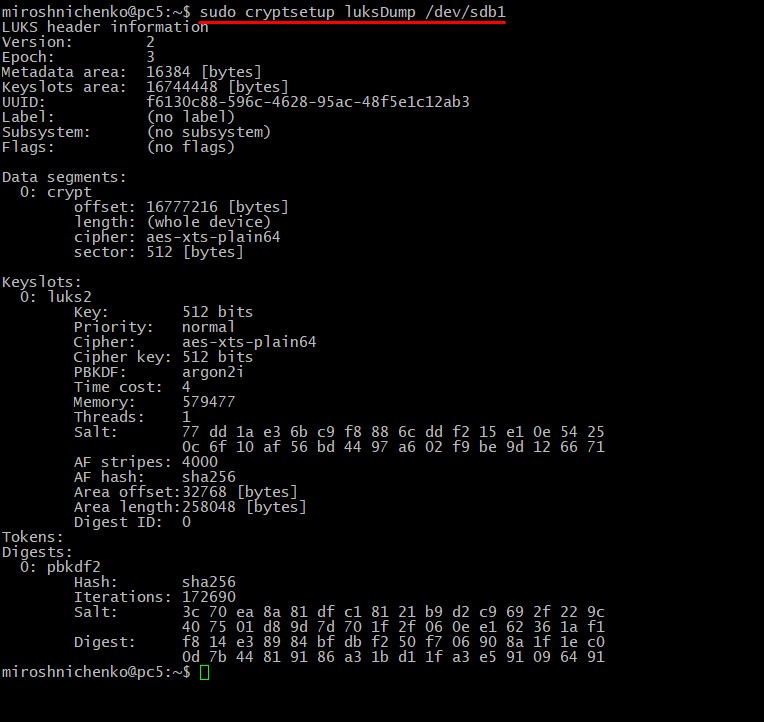 miroshnichenko@pc5:~$ sudo cryptsetup luksDump /dev/sdb1
LUKS header information
Version:        2
Epoch:          3
Metadata area:  16384 [bytes]
Keyslots area:  16744448 [bytes]
UUID:           f6130c88-596c-4628-95ac-48f5e1c12ab3
Label:          (no label)
Subsystem:      (no subsystem)
Flags:          (no flags)
Data segments:
  0: crypt
        offset: 16777216 [bytes]
        length: (whole device)
        cipher: aes-xts-plain64
        sector: 512 [bytes]
Keyslots:
  0: luks2
        Key:        512 bits
        Priority:   normal
        Cipher:     aes-xts-plain64
        Cipher key: 512 bits
        PBKDF:      argon2i
        Time cost:  4
        Memory:     579477
        Threads:    1
        Salt:       77 dd 1a e3 6b c9 f8 88 6c dd f2 15 e1 0e 54 25
                    0c 6f 10 af 56 bd 44 97 a6 02 f9 be 9d 12 66 71
        AF stripes: 4000
        AF hash:    sha256
        Area offset:32768 [bytes]
        Area length:258048 [bytes]
        Digest ID:  0
Tokens:
Digests:
  0: pbkdf2
        Hash:       sha256
        Iterations: 172690
        Salt:       3c 70 ea 8a 81 df c1 81 21 b9 d2 c9 69 2f 22 9c
                    40 75 01 d8 9d 7d 70 1f 2f 06 0e e1 62 36 1a f1
        Digest:     f8 14 e3 89 84 bf db f2 50 f7 06 90 8a 1f 1e c0
                    0d 7b 44 81 91 86 a3 1b d1 1f a3 e5 91 09 64 91
miroshnichenko@pc5:~$